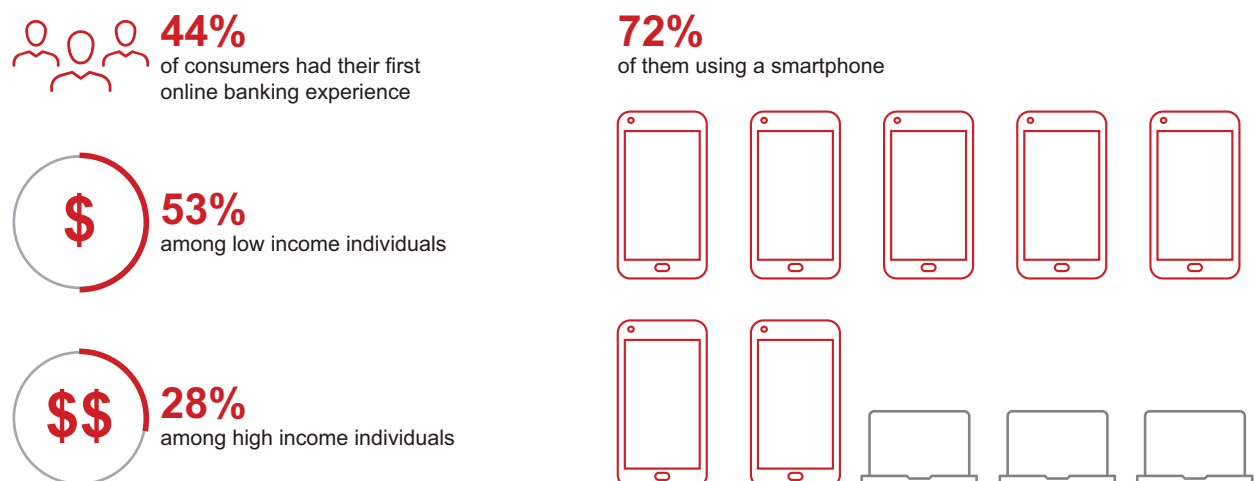 44%
of consumers had their first
online banking experience
$
53%
among low income individuals
$$
28%
among high income individuals
72%
of them using a smartphone